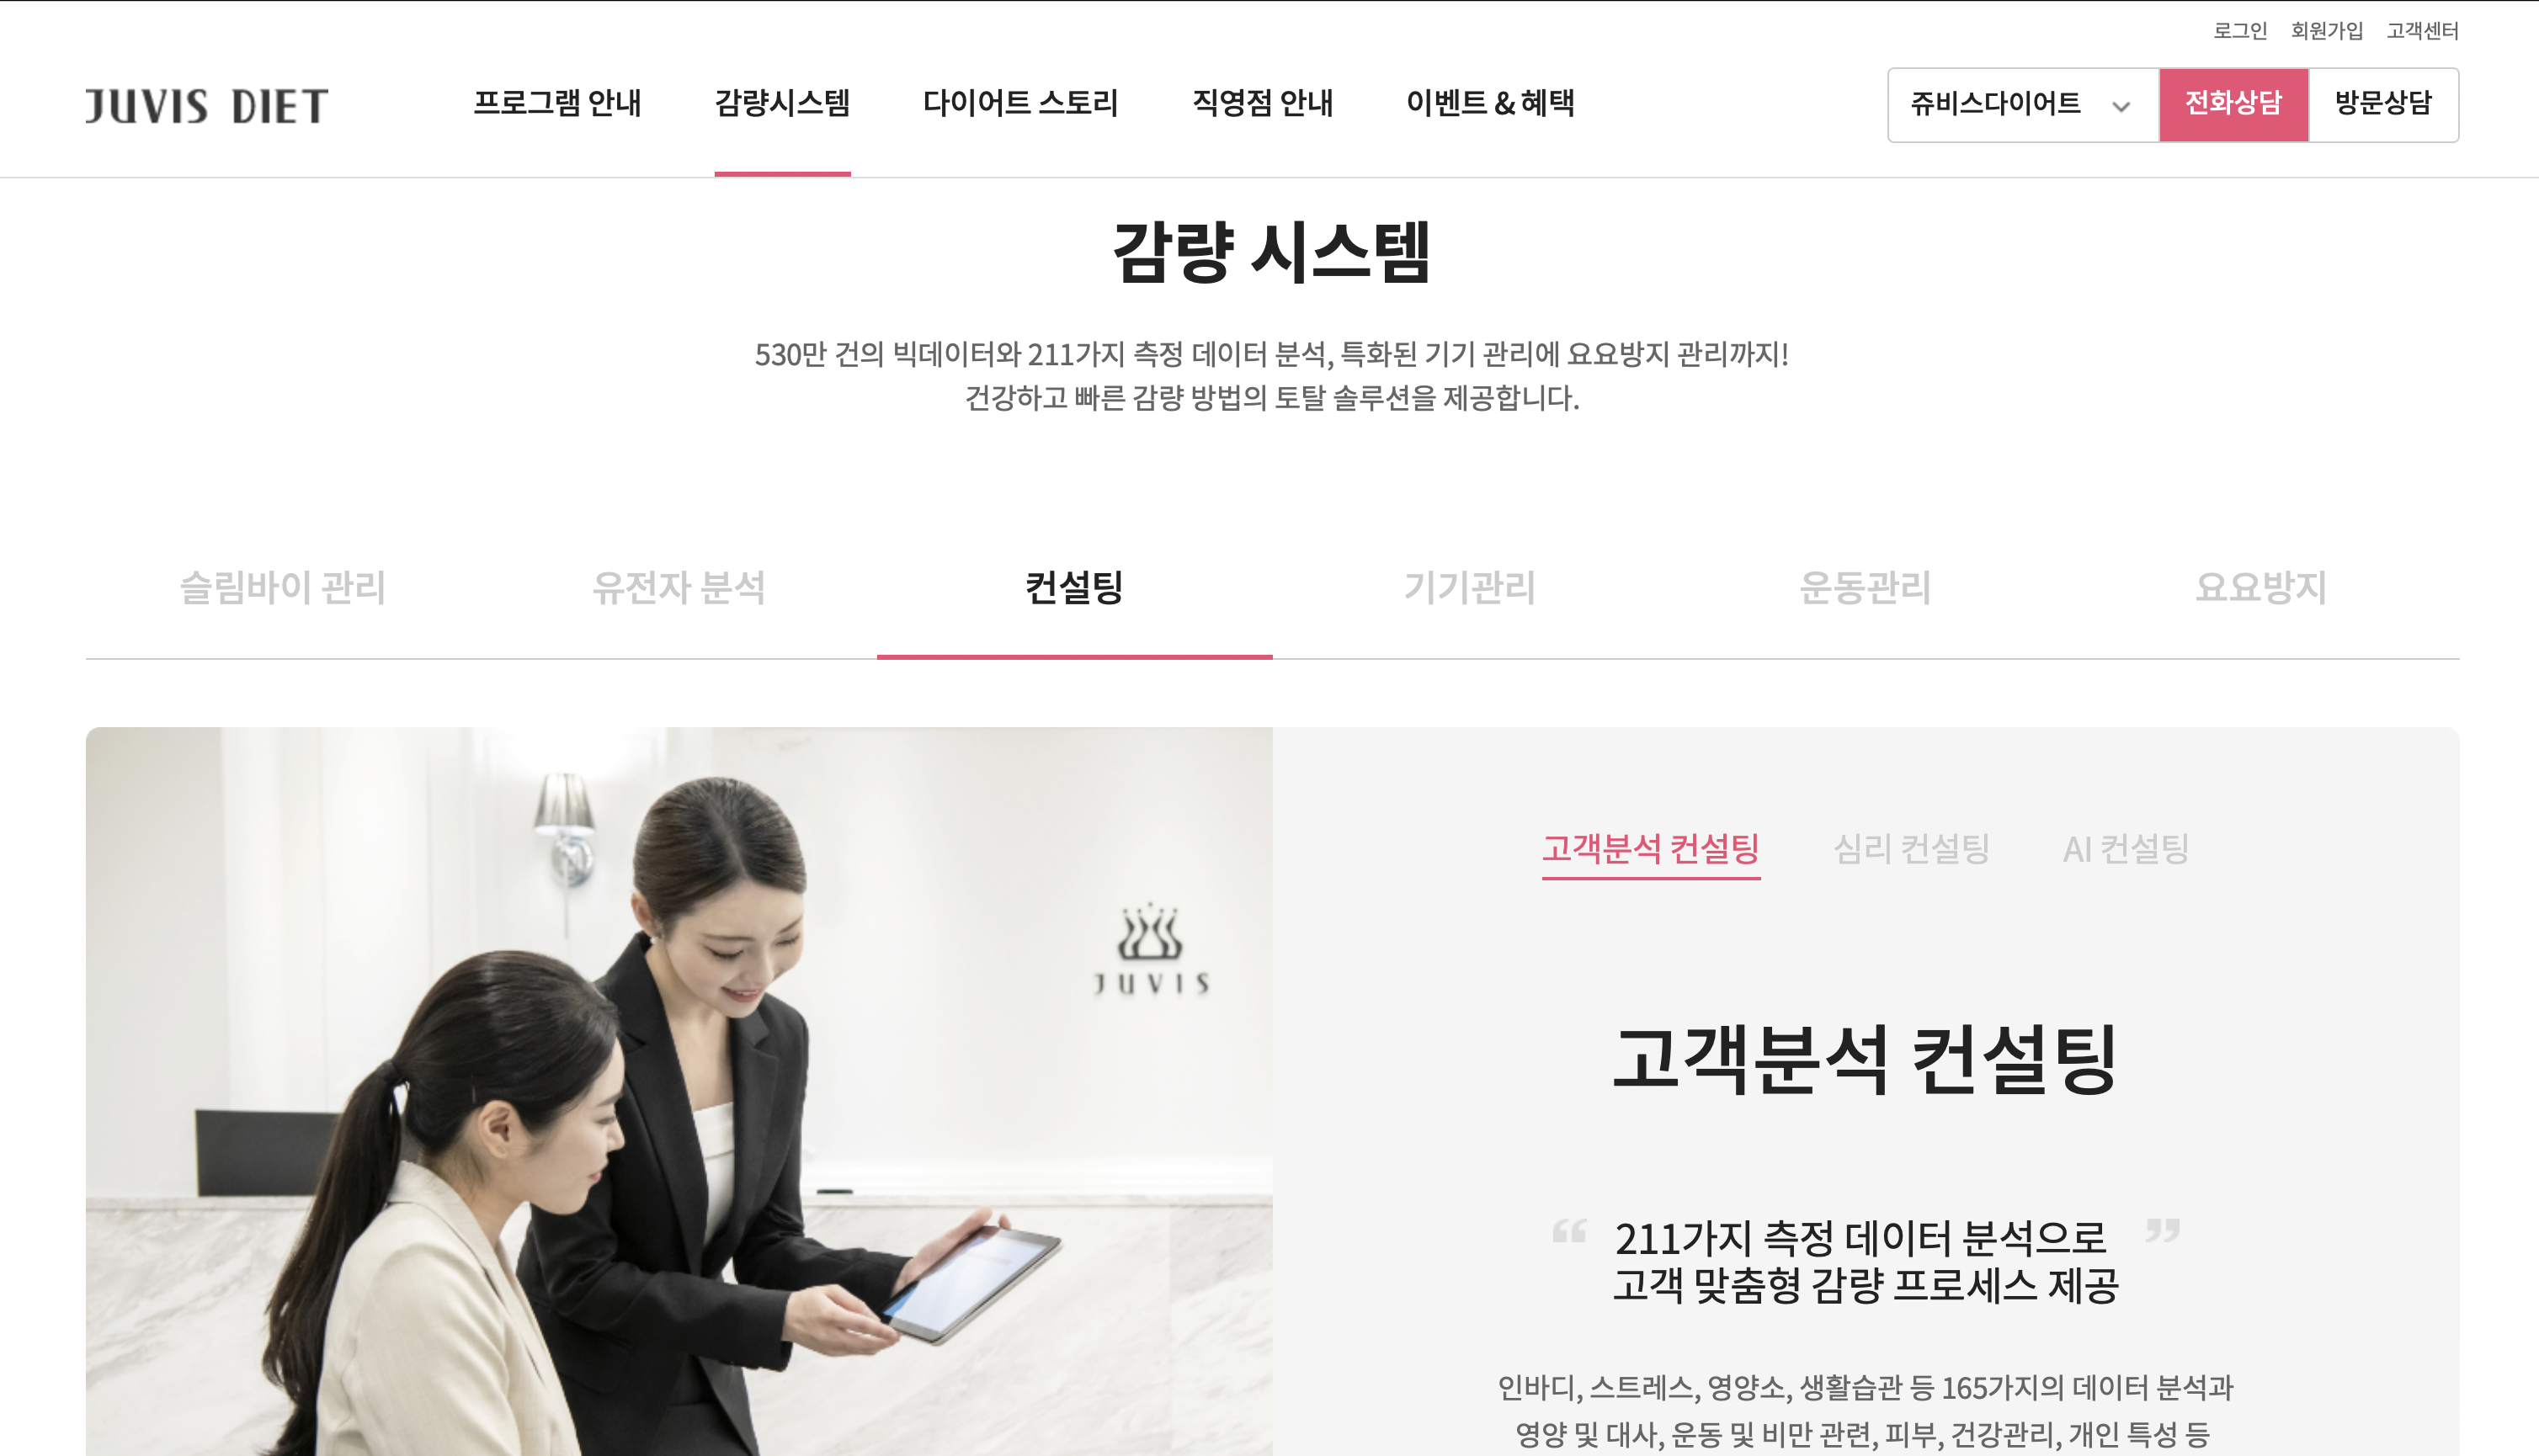 로그인 회원가입 고객센터
JUVIS DIET 프로그램 안내 감량시스템 다이어트 스토리 직영점 안내 이벤트 & 혜택 쥬비스다이어트 전화상담 방문상담
감량 시스템
530만 건의 빅데이터와 211가지 측정 데이터 분석, 특화된 기기 관리에 요요방지 관리까지!
건강하고 빠른 감량 방법의 토탈 솔루션을 제공합니다.
슬림바이 관리 유전자 분석 컨설팅 기기관리 운동관리 요요방지
JUVIS
고객분석 컨설팅 심리 컨설팅 AI 컨설팅
고객분석 컨설팅
“ 211가지 측정 데이터 분석으로 ”
고객 맞춤형 감량 프로세스 제공
인바디, 스트레스, 영양소, 생활습관 등 165가지의 데이터 분석과
영양 및 대사, 운동 및 비만 관련, 피부, 건강관리, 개인 특성 등